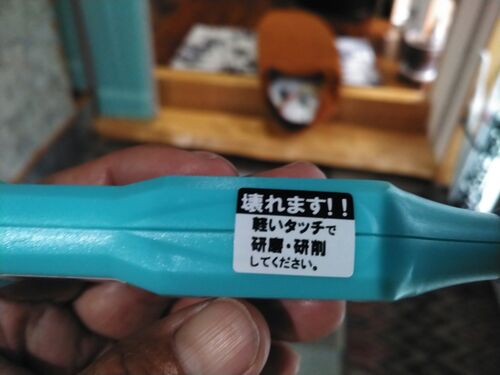 壊れます!!
軽いタッチで
研磨・研削
してください。